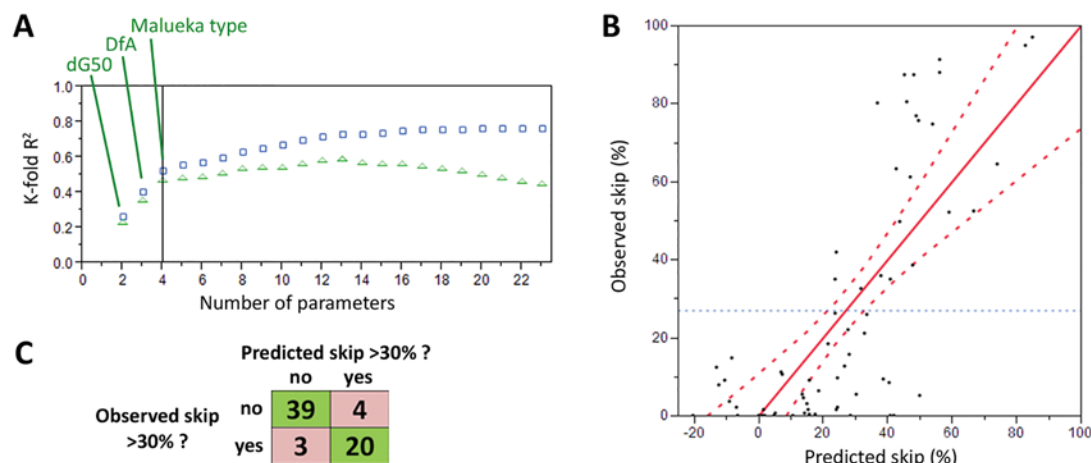 A
Malueka type
DfA
dG50
1.0
0.8
0.6
0.4
0.2
0.0
K-fold R²
0 2 4 6 8 10 12 14 16 18 20 22
Number of parameters
B
100
80
60
40
20
0
Observed skip (%)
-20 0 20 40 60 80 100
Predicted skip (%)
C
Predicted skip >30% ?
no yes
Observed skip
>30% ?
no 39 4
yes 3 20